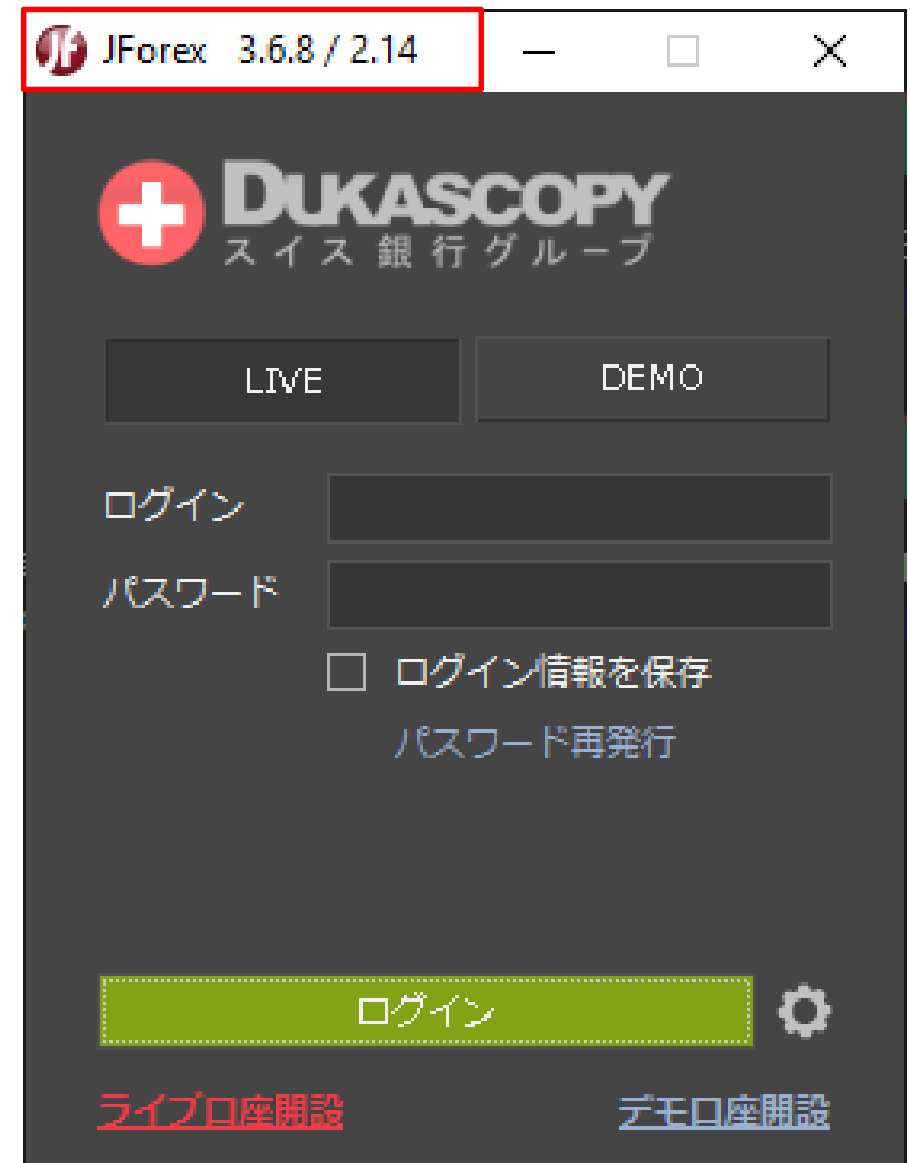 JForex 3.6.8 / 2.14
DUKASCOPY
スイス銀行グループ
LIVE DEMO
ログイン
パスワード
ログイン情報を保存
パスワード再発行
ログイン
ライブ口座開設 デモ口座開設